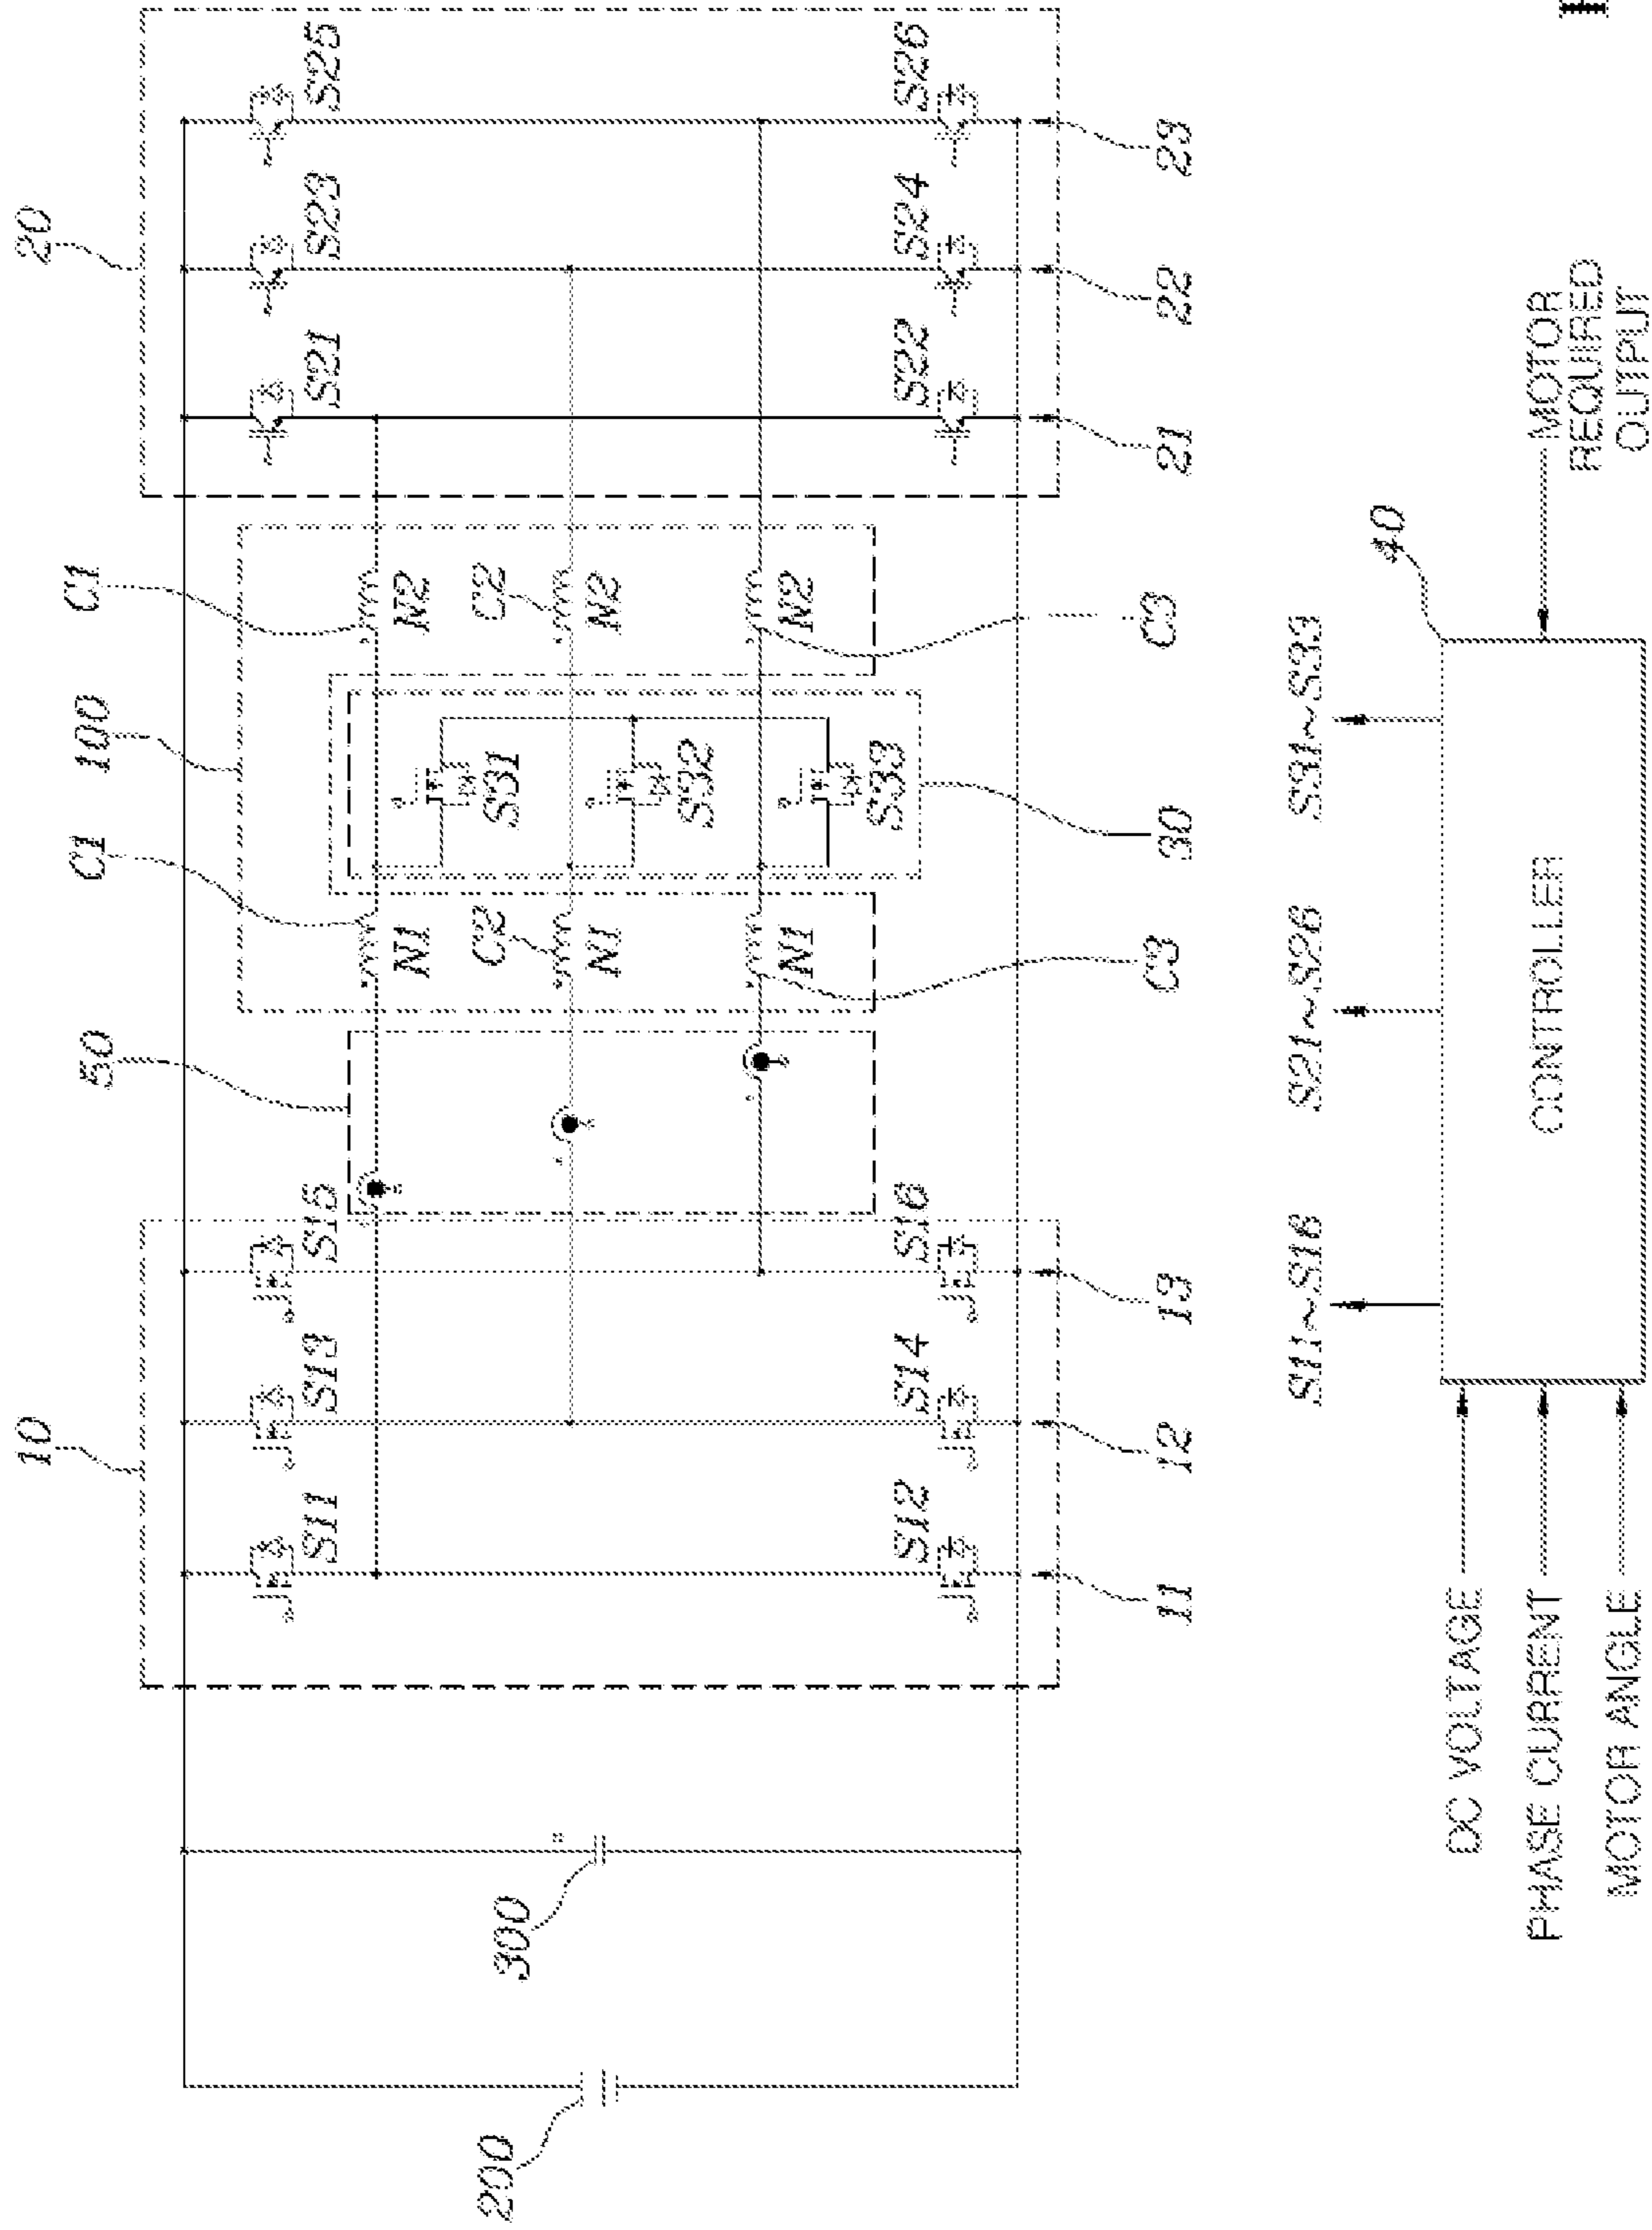 10
50
C1
100
C1
20
S11
S13
S15
S21
S23
S25
N1
N2
C2
C2
N1
N2
S31
S32
S33
N1
N2
300
200
S12
S14
S16
S22
S24
S26
11
12
13
C3
30
C3
21
22
23
S11~S16
S21~S26
S31~S33
40
DC VOLTAGE
PHASE CURRENT
MOTOR ANGLE
CONTROLLER
MOTOR
REQUIRED
OUTPUT